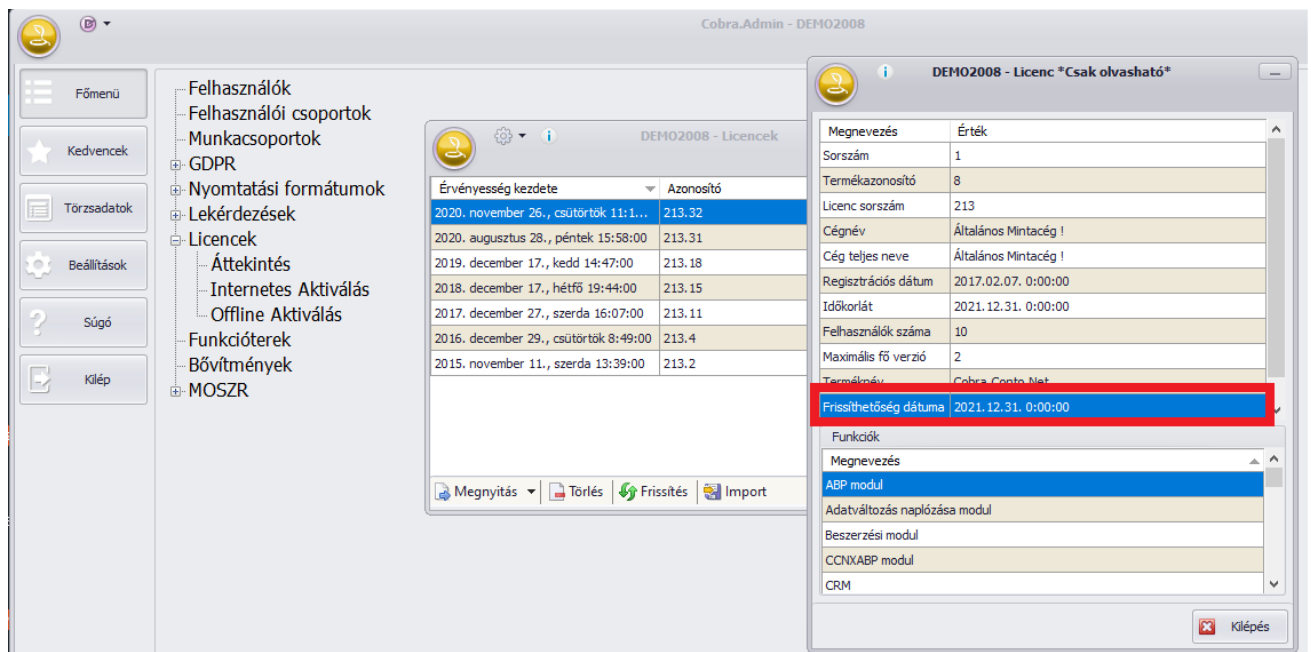 Cobra.Admin - DEMO2008
Főmenü
Kedvencek
Törzsadatok
Beállítások
Súgó
Kilép
Felhasználók
Felhasználói csoportok
Munkacsoportok
GDPR
Nyomtatási formátumok
Lekérdezések
Licencek
Áttekintés
Internetes Aktiválás
Offline Aktiválás
Funkcióterek
Bővítmények
MOSZR
DEMO2008 - Licencek
Érvényesség kezdete Azonosító
2020. november 26., csütörtök 11:1... 213.32
2020. augusztus 28., péntek 15:58:00 213.31
2019. december 17., kedd 14:47:00 213.18
2018. december 17., hétfő 19:44:00 213.15
2017. december 27., szerda 16:07:00 213.11
2016. december 29., csütörtök 8:49:00 213.4
2015. november 11., szerda 13:39:00 213.2
Megnyitás Törlés Frissítés Import
DEMO2008 - Licenc *Csak olvasható*
Megnevezés Érték
Sorszám 1
Termékazonosító 8
Licenc sorszám 213
Cégnév Általános Mintacég !
Cég teljes neve Általános Mintacég !
Regisztrációs dátum 2017.02.07. 0:00:00
Időkorlát 2021.12.31. 0:00:00
Felhasználók száma 10
Maximális fő verzió 2
Terméknév Cobra Conto.Net
Frissíthetőség dátuma 2021.12.31. 0:00:00
Funkciók
Megnevezés
ABP modul
Adatváltozás naplózása modul
Beszerzési modul
CCNXABP modul
CRM
Kilépés